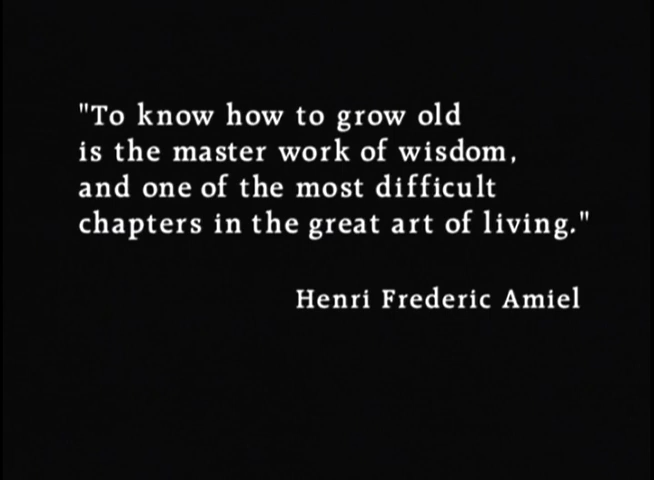 "To know how to grow old
is the master work of wisdom,
and one of the most difficult
chapters in the great art of living."
Henri Frederic Amiel